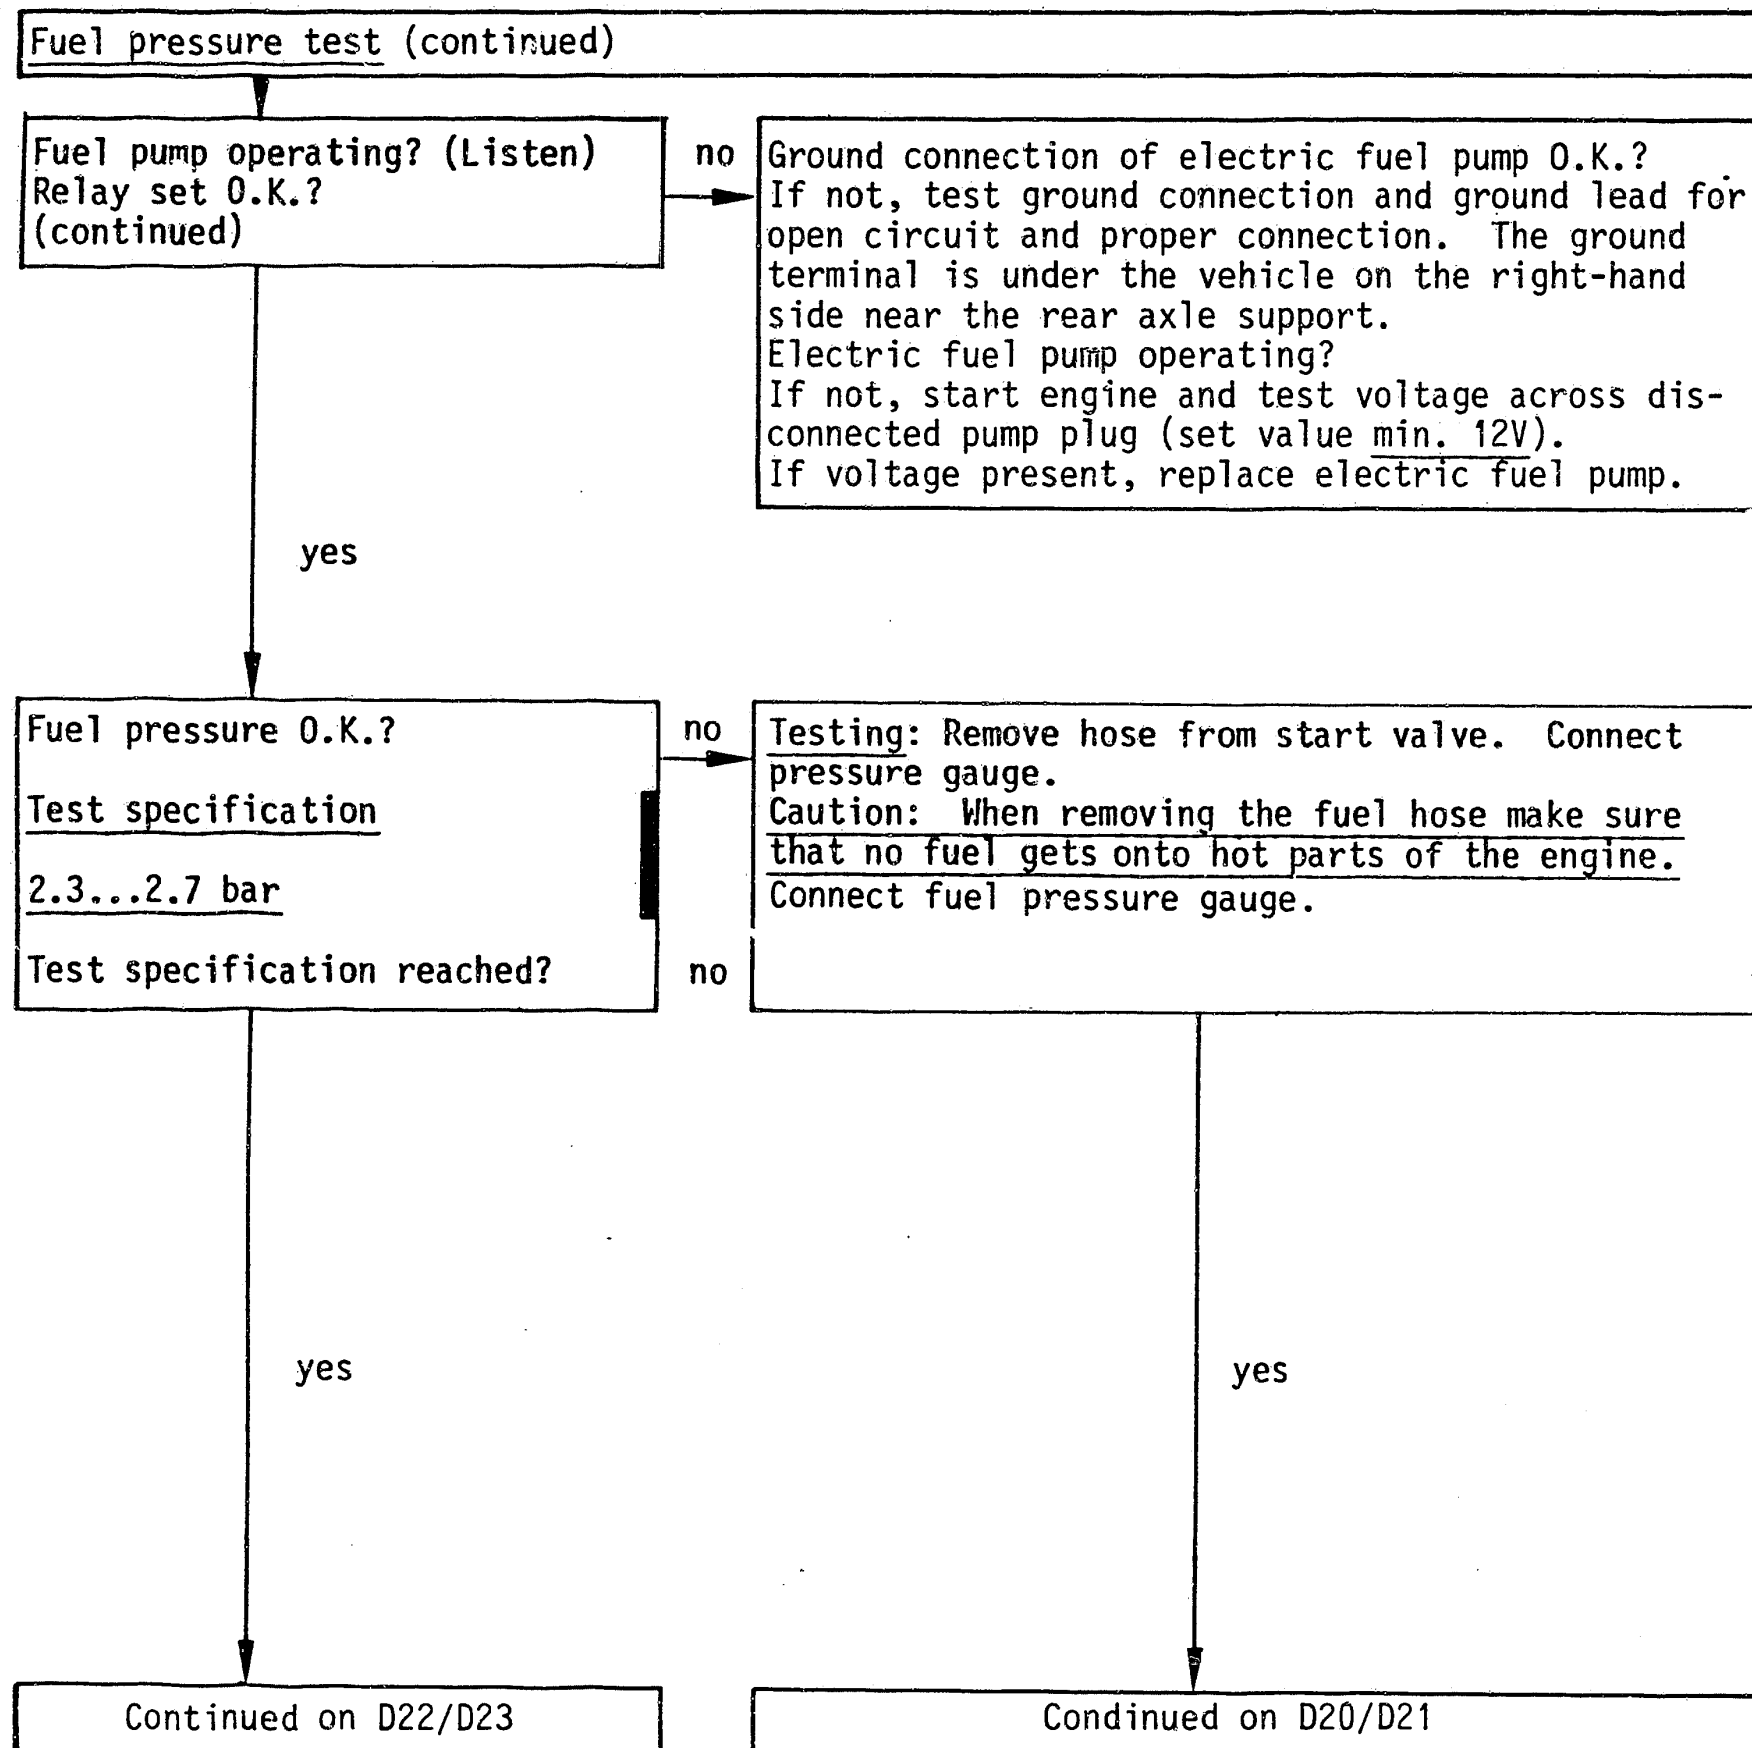 Fuel pressure test (continued)
Fuel pump operating? (Listen)
Relay set O.K.?
(continued)
no
Ground connection of electric fuel pump O.K.?
If not, test ground connection and ground lead for
open circuit and proper connection. The ground
terminal is under the vehicle on the right-hand
side near the rear axle support.
Electric fuel pump operating?
If not, start engine and test voltage across dis-
connected pump plug (set value min. 12V).
If voltage present, replace electric fuel pump.
yes
Fuel pressure O.K.?
Test specification
2.3...2.7 bar
Test specification reached?
no
no
Testing: Remove hose from start valve. Connect
pressure gauge.
Caution: When removing the fuel hose make sure
that no fuel gets onto hot parts of the engine.
Connect fuel pressure gauge.
yes
yes
Continued on D22/D23
Condinued on D20/D21